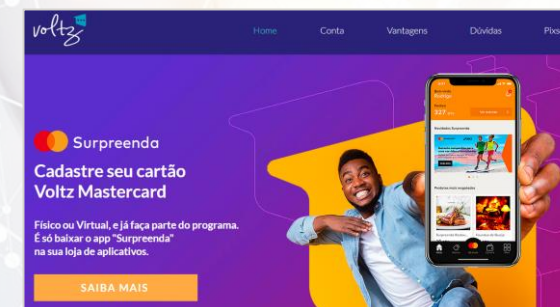 voltz
Home Conta Vantagens Dúvidas
Surpreenda
Cadastre seu cartão
Voltz Mastercard
Físico ou Virtual, e já faça parte do programa.
É só baixar o app "Surpreenda"
na sua loja de aplicativos.
SAIBA MAIS